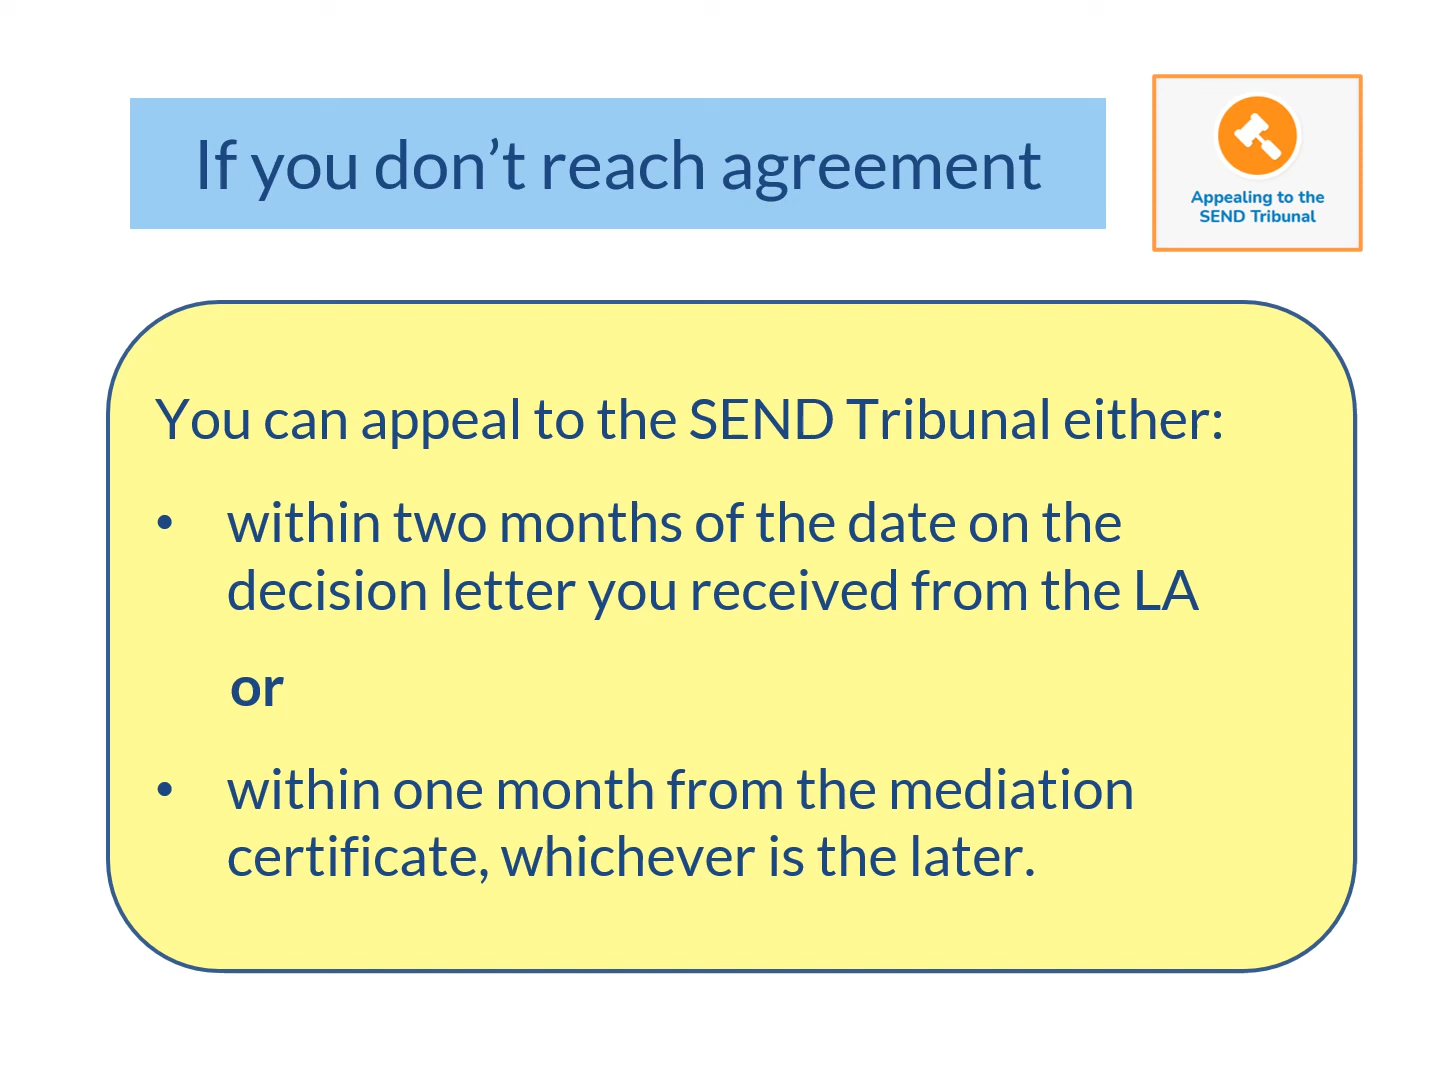 If you don’t reach agreement
Appealing to the
SEND Tribunal
You can appeal to the SEND Tribunal either:
• within two months of the date on the
decision letter you received from the LA
or
• within one month from the mediation
certificate, whichever is the later.